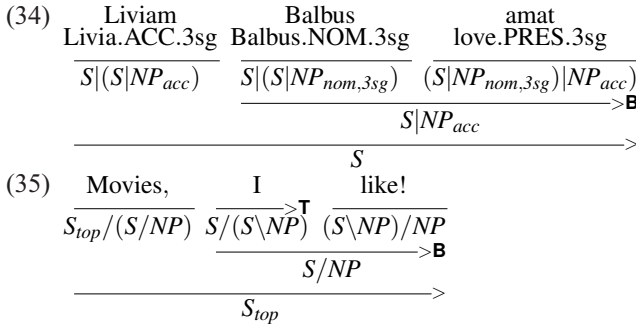 (34) Liviam Balbus amat
Livia.ACC.3sg Balbus.NOM.3sg love.PRES.3sg
S|(S|NP_acc) S|(S|NP_nom,3sg) (S|NP_nom,3sg)|NP_acc)
>B
S|NP_acc
>
S
(35) Movies, I like!
>T
S_top/(S/NP) S/(S\NP) (S\NP)/NP
>B
S/NP
>
S_top